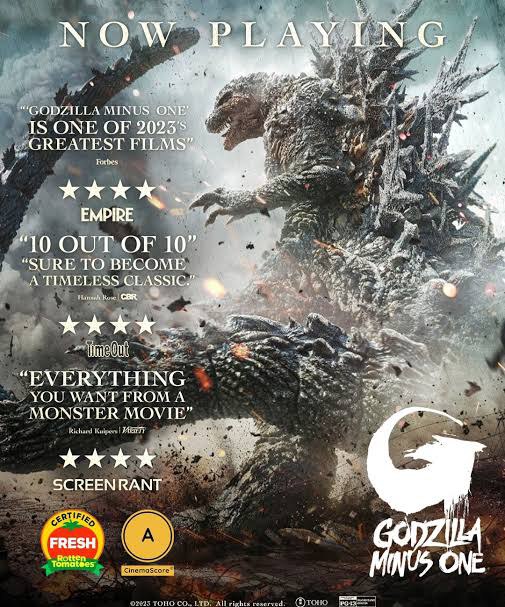 NOW PLAYING
"'GODZILLA MINUS ONE'
IS ONE OF 2023'S
GREATEST FILMS"
Forbes
★★★★
EMPIRE
"10 OUT OF 10"
"SURE TO BECOME
A TIMELESS CLASSIC."
Hannah Rose | CBR
★★★★
TimeOut
"EVERYTHING
YOU WANT FROM A
MONSTER MOVIE"
Richard Kuipers | VARIETY
★★★★
SCREENRANT
CERTIFIED
FRESH
Rotten
Tomatoes
A
CinemaScore
GODZILLA
MINUS ONE
©2023 TOHO CO., LTD. All rights reserved.
TOHO
PG-13